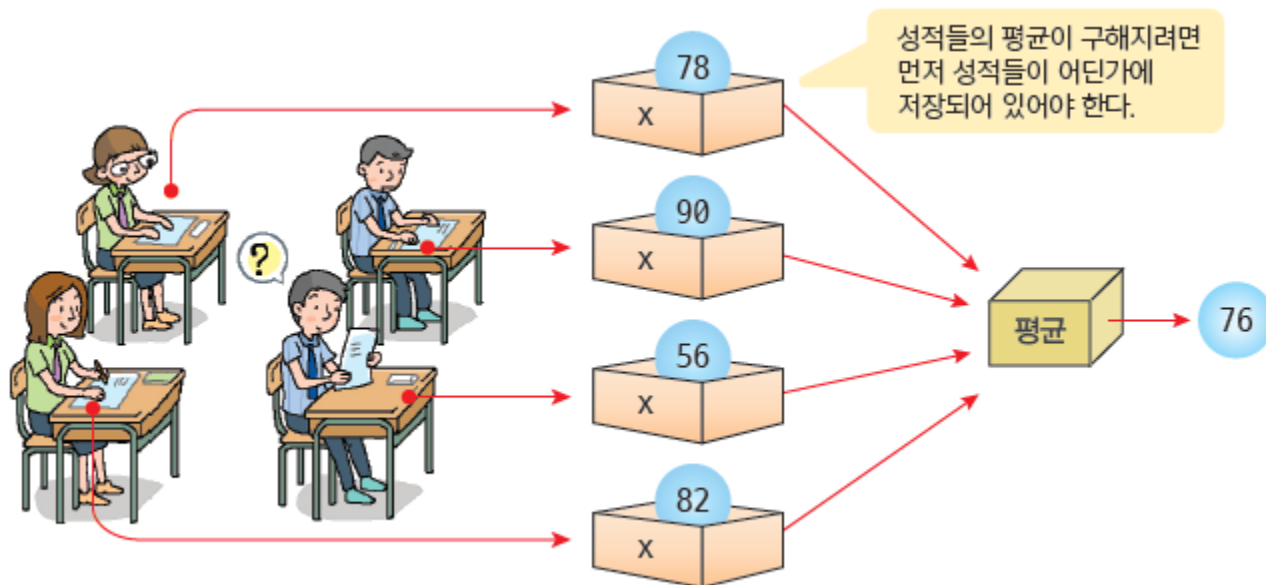 성적들의 평균이 구해지려면
먼저 성적들이 어딘가에
저장되어 있어야 한다.
78
x
90
x
?
평균
76
56
x
82
x